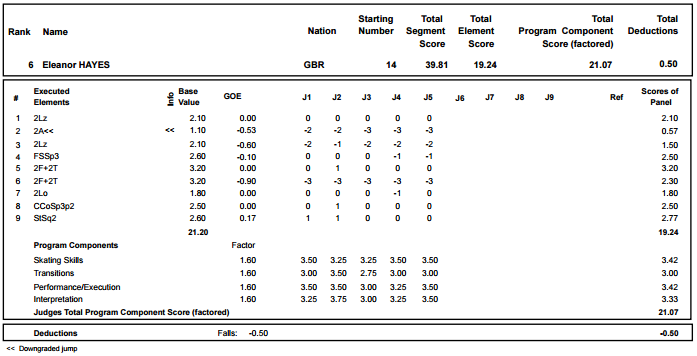 Rank Name Nation Starting Number Total Segment Score Total Element Score Total Program Component Score (factored) Total Deductions
6 Eleanor HAYES GBR 14 39.81 19.24 21.07 0.50
# Executed Elements Info Base Value GOE J1 J2 J3 J4 J5 J6 J7 J8 J9 Ref Scores of Panel
1 2Lz 2.10 0.00 0 0 0 0 0 2.10
2 2A<< << 1.10 -0.53 -2 -2 -3 -3 -3 0.57
3 2Lz 2.10 -0.60 -2 -1 -2 -2 -2 1.50
4 FSSp3 2.60 -0.10 0 0 0 -1 -1 2.50
5 2F+2T 3.20 0.00 0 1 0 0 0 3.20
6 2F+2T 3.20 -0.90 -3 -3 -3 -3 -3 2.30
7 2Lo 1.80 0.00 0 0 0 -1 0 1.80
8 CCoSp3p2 2.50 0.00 0 1 0 0 0 2.50
9 StSq2 2.60 0.17 1 1 0 0 0 2.77
21.20 19.24
Program Components Factor
Skating Skills 1.60 3.50 3.25 3.25 3.50 3.50 3.42
Transitions 1.60 3.00 3.50 2.75 3.00 3.00 3.00
Performance/Execution 1.60 3.50 3.50 3.00 3.25 3.50 3.42
Interpretation 1.60 3.25 3.75 3.00 3.25 3.50 3.33
Judges Total Program Component Score (factored) 21.07
Deductions Falls: -0.50 -0.50
<< Downgraded jump